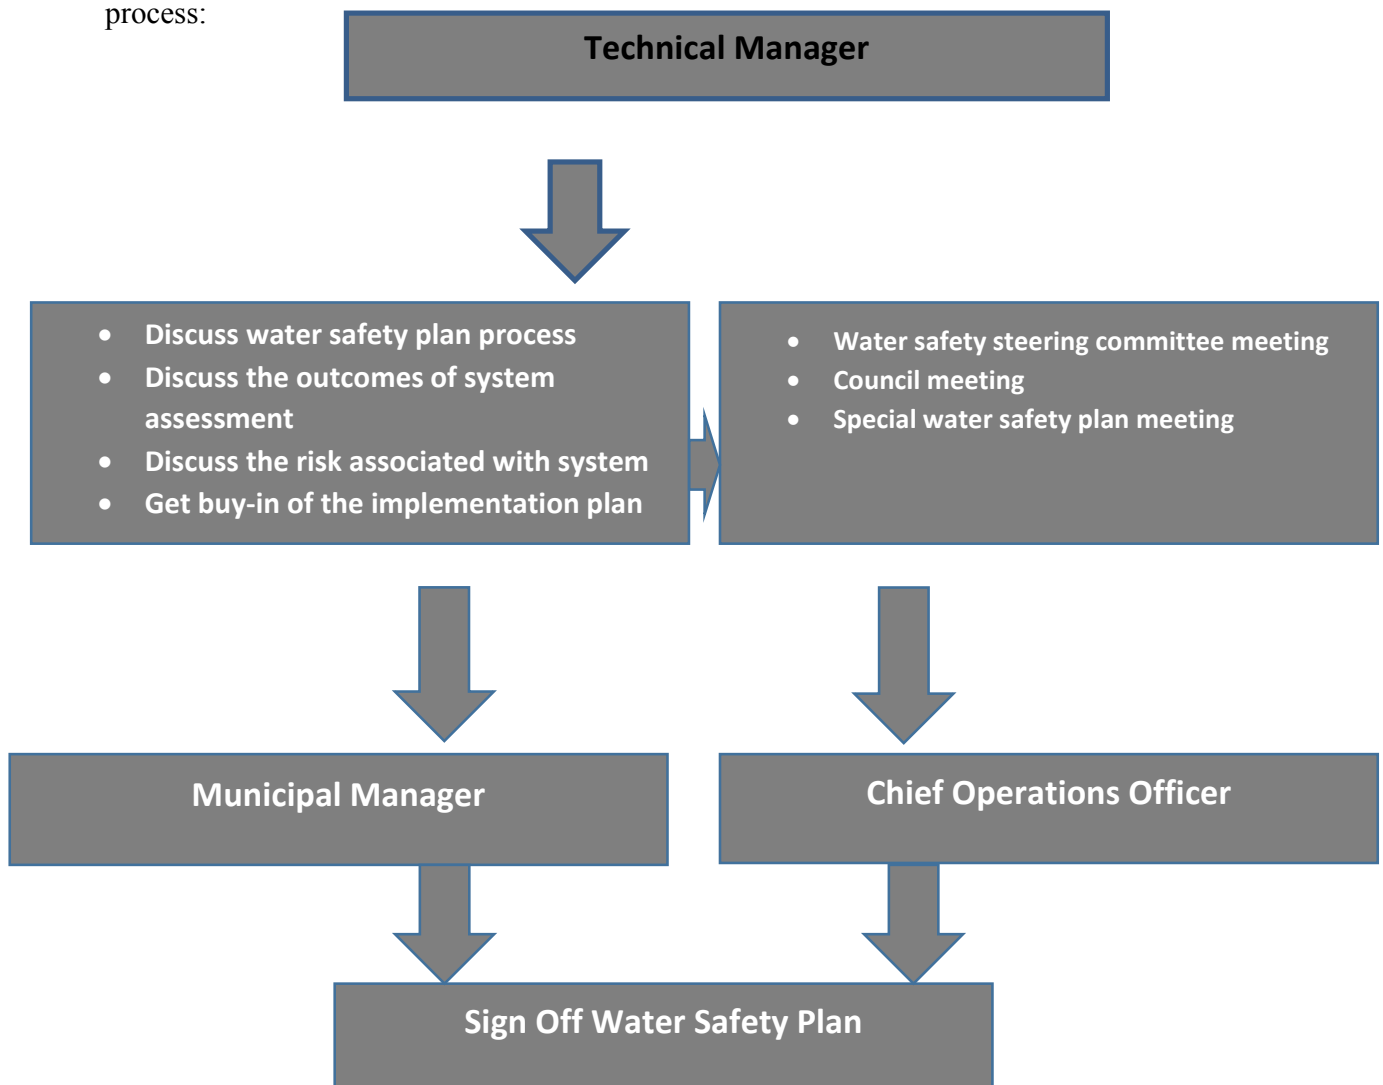 process:
Technical Manager
• Discuss water safety plan process
• Discuss the outcomes of system
assessment
• Discuss the risk associated with system
• Get buy-in of the implementation plan
• Water safety steering committee meeting
• Council meeting
• Special water safety plan meeting
Municipal Manager
Chief Operations Officer
Sign Off Water Safety Plan